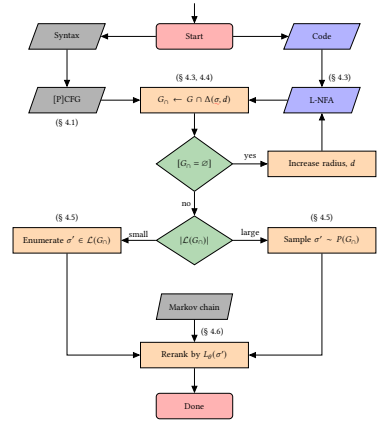 Syntax
Start
Code
(§ 4.3, 4.4)
(§ 4.3)
[P]CFG
G∩ ← G ∩ Δ(σ, d)
L-NFA
(§ 4.1)
[G∩ = ∅]
yes
Increase radius, d
no
(§ 4.5)
(§ 4.5)
Enumerate σ′ ∈ ℒ(G∩)
small
|ℒ(G∩)|
large
Sample σ′ ∼ P(G∩)
Markov chain
(§ 4.6)
Rerank by Lθ(σ′)
Done